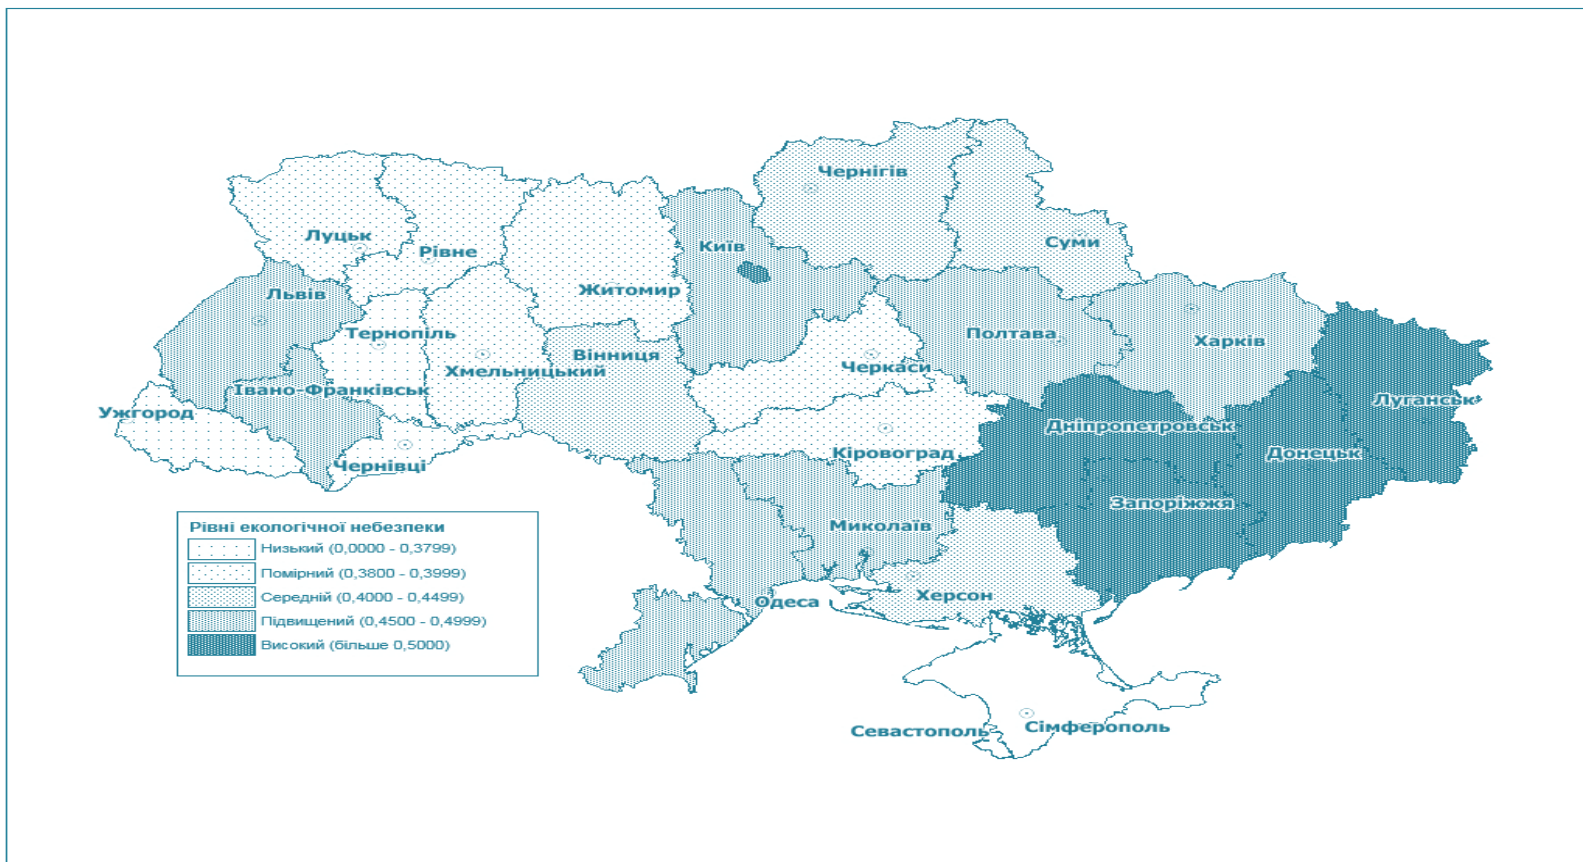 Чернігів
Луцьк
Рівне
Київ
Суми
Львів
Житомир
Тернопіль
Вінниця
Полтава
Харків
Хмельницький
Черкаси
Івано-Франківськ
Ужгород
Луганськ
Дніпропетровськ
Чернівці
Кіровоград
Донецьк
Запоріжжя
Миколаїв
Рівні екологічної небезпеки
Низький (0,0000 - 0,3799)
Помірний (0,3800 - 0,3999)
Середній (0,4000 - 0,4499)
Підвищений (0,4500 - 0,4999)
Високий (більше 0,5000)
Одеса
Херсон
Севастополь
Сімферополь